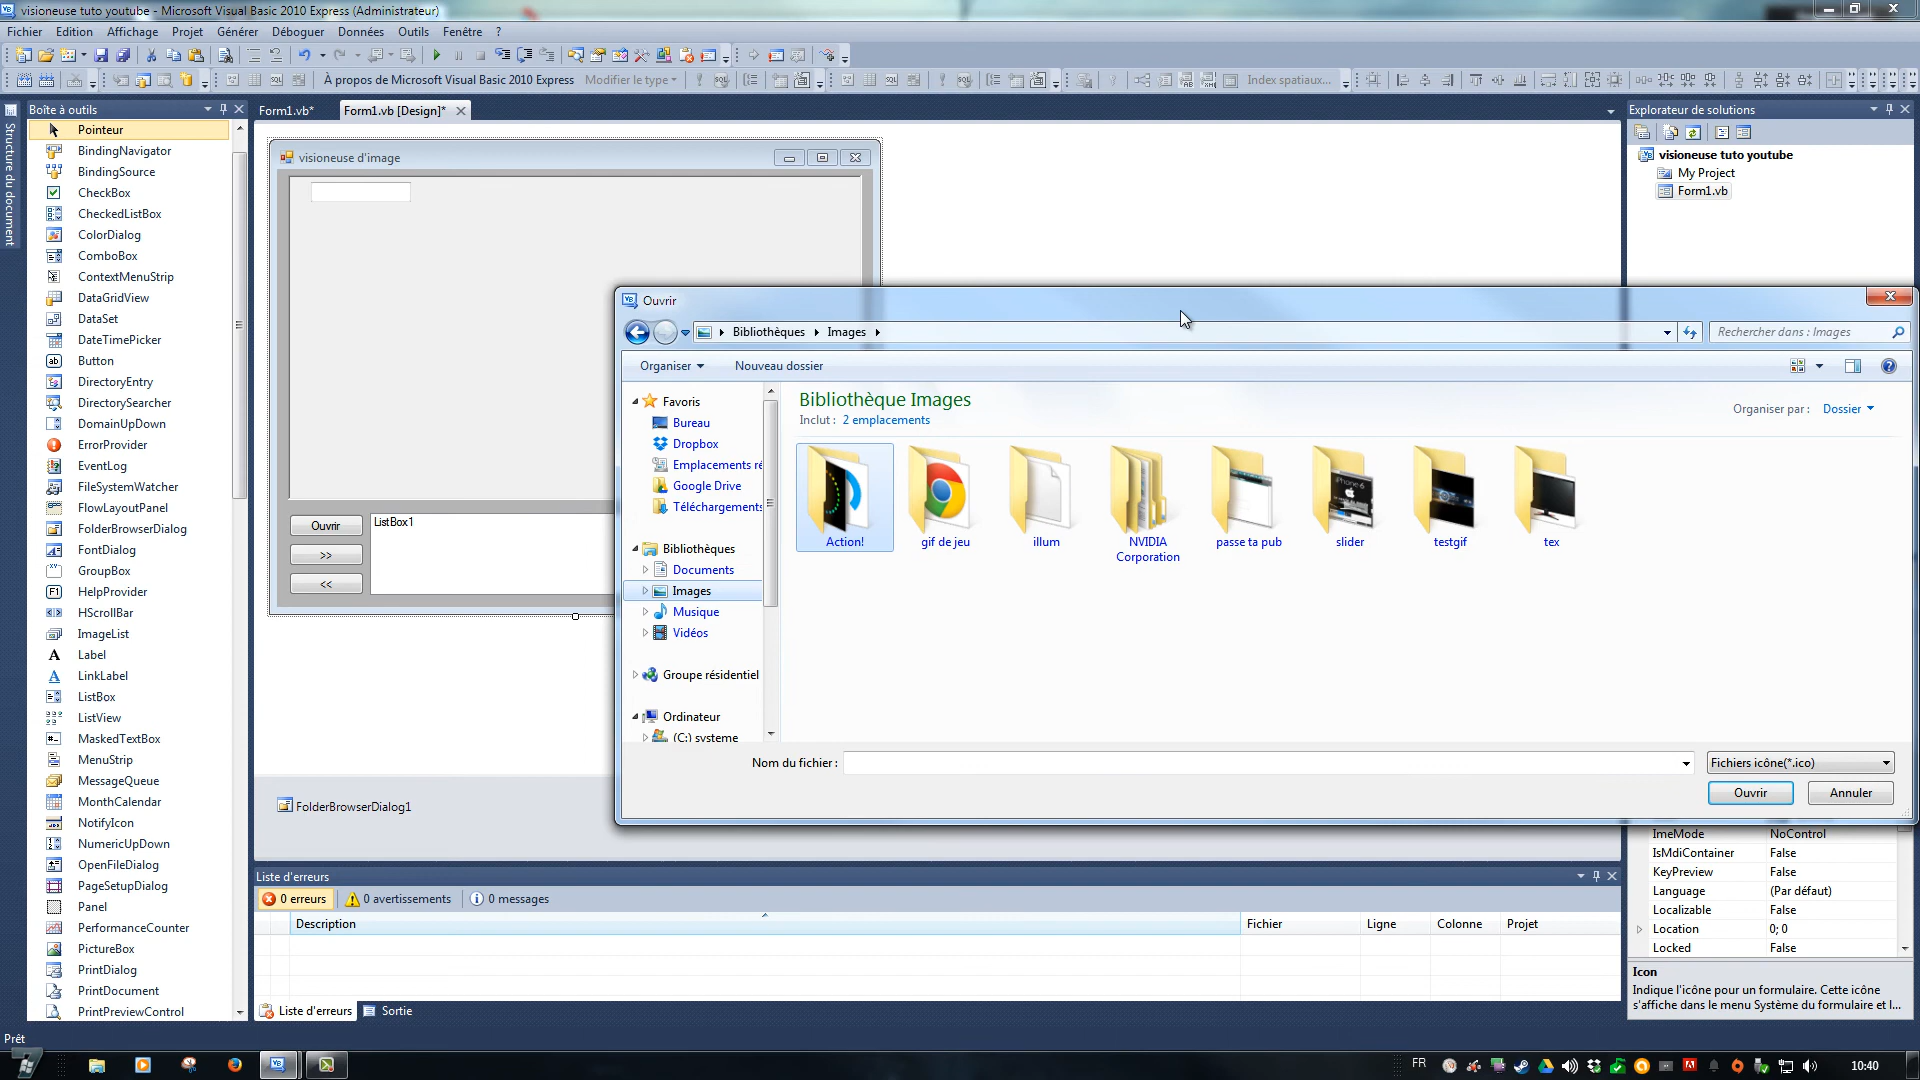 visioneuse tuto youtube - Microsoft Visual Basic 2010 Express (Administrateur)
Fichier Edition Affichage Projet Générer Déboguer Données Outils Fenêtre ?
À propos de Microsoft Visual Basic 2010 Express Modifier le type Index spatiaux...
Structure du document
Boîte à outils
Pointeur
BindingNavigator
BindingSource
CheckBox
CheckedListBox
ColorDialog
ComboBox
ContextMenuStrip
DataGridView
DataSet
DateTimePicker
Button
DirectoryEntry
DirectorySearcher
DomainUpDown
ErrorProvider
EventLog
FileSystemWatcher
FlowLayoutPanel
FolderBrowserDialog
FontDialog
GroupBox
HelpProvider
HScrollBar
ImageList
Label
LinkLabel
ListBox
ListView
MaskedTextBox
MenuStrip
MessageQueue
MonthCalendar
NotifyIcon
NumericUpDown
OpenFileDialog
PageSetupDialog
Panel
PerformanceCounter
PictureBox
PrintDialog
PrintDocument
PrintPreviewControl
Form1.vb* Form1.vb [Design]*
visioneuse d'image
Ouvrir
>>
<<
ListBox1
FolderBrowserDialog1
Ouvrir
Bibliothèques Images
Rechercher dans : Images
Organiser Nouveau dossier
Favoris
Bureau
Dropbox
Emplacements ré
Google Drive
Téléchargements
Bibliothèques
Documents
Images
Musique
Vidéos
Groupe résidentiel
Ordinateur
(C:) systeme
Bibliothèque Images
Inclut : 2 emplacements
Organiser par : Dossier
Action!
gif de jeu
illum
NVIDIA
Corporation
passe ta pub
slider
testgif
tex
Nom du fichier :
Fichiers icône(*.ico)
Ouvrir Annuler
Explorateur de solutions
visioneuse tuto youtube
My Project
Form1.vb
ImeMode NoControl
IsMdiContainer False
KeyPreview False
Language (Par défaut)
Localizable False
Location 0; 0
Locked False
Icon
Indique l'icône pour un formulaire. Cette icône
s'affiche dans le menu Système du formulaire et l...
Liste d'erreurs
0 erreurs 0 avertissements 0 messages
Description Fichier Ligne Colonne Projet
Liste d'erreurs Sortie
Prêt
FR 10:40